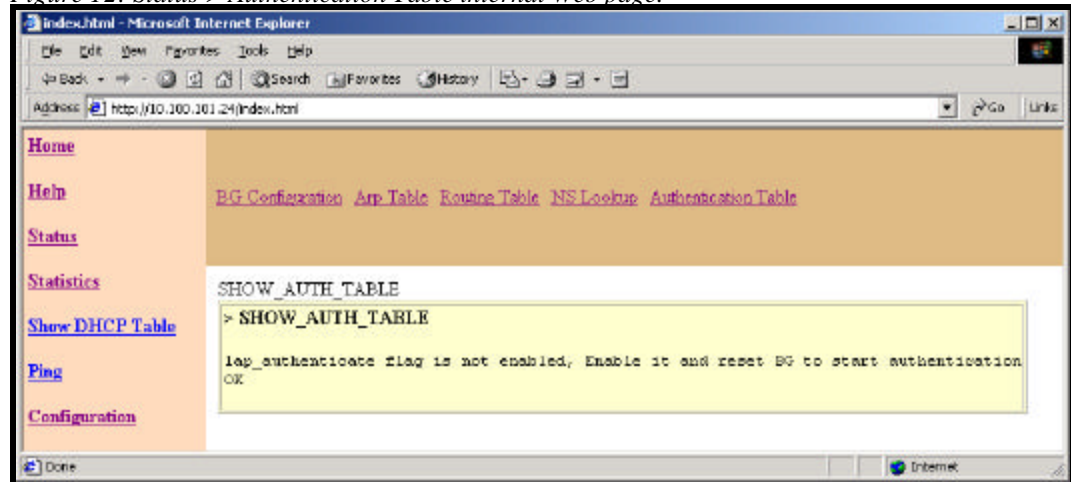 Figure 12: Status > Authentication Table internal web page.
index.html - Microsoft Internet Explorer
File Edit View Favorites Tools Help
Back Search Favorites History
Address http://10.100.101.24/index.html Go Links
Home
Help
Status
Statistics
Show DHCP Table
Ping
Configuration
BG Configuration Arp Table Routing Table NS Lookup Authentication Table
SHOW_AUTH_TABLE
> SHOW_AUTH_TABLE
lap_authenticate flag is not enabled, Enable it and reset BG to start authentication
OK
Done Internet